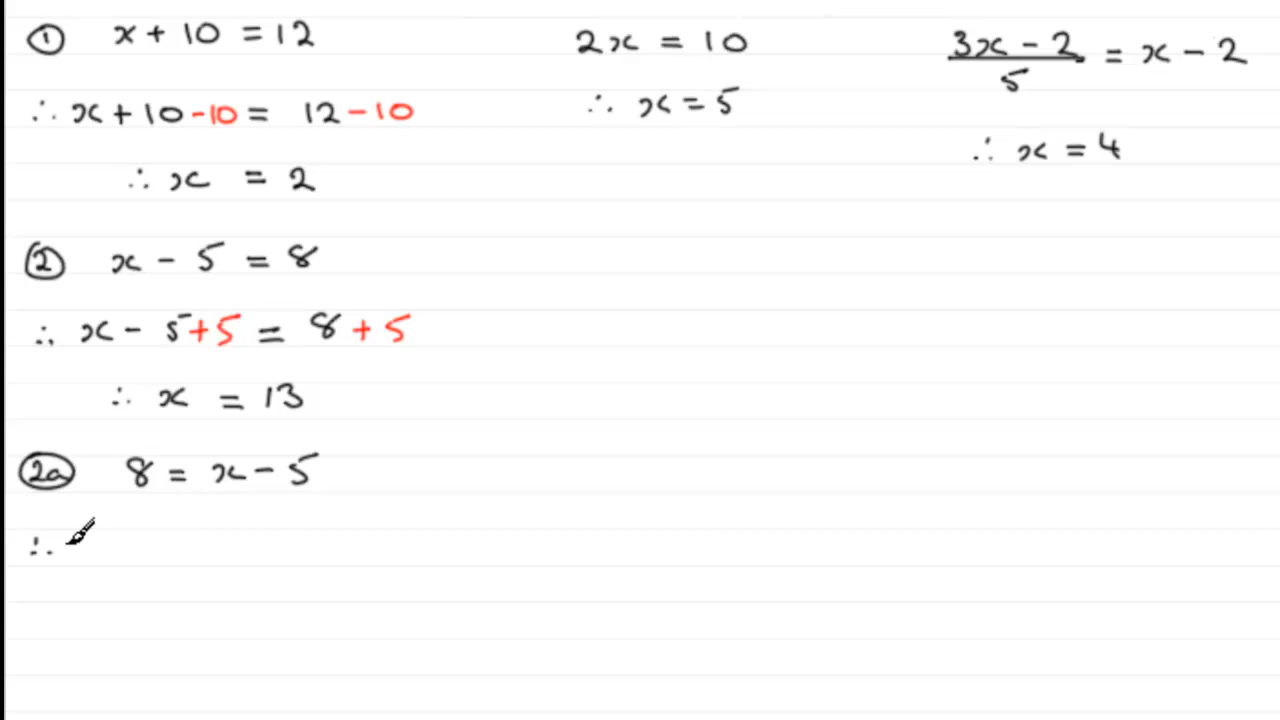 ① x + 10 = 12
∴ x + 10 - 10 = 12 - 10
∴ x = 2
② x - 5 = 8
∴ x - 5 + 5 = 8 + 5
∴ x = 13
2a 8 = x - 5
∴
2x = 10
∴ x = 5
3x - 2
5
= x - 2
∴ x = 4